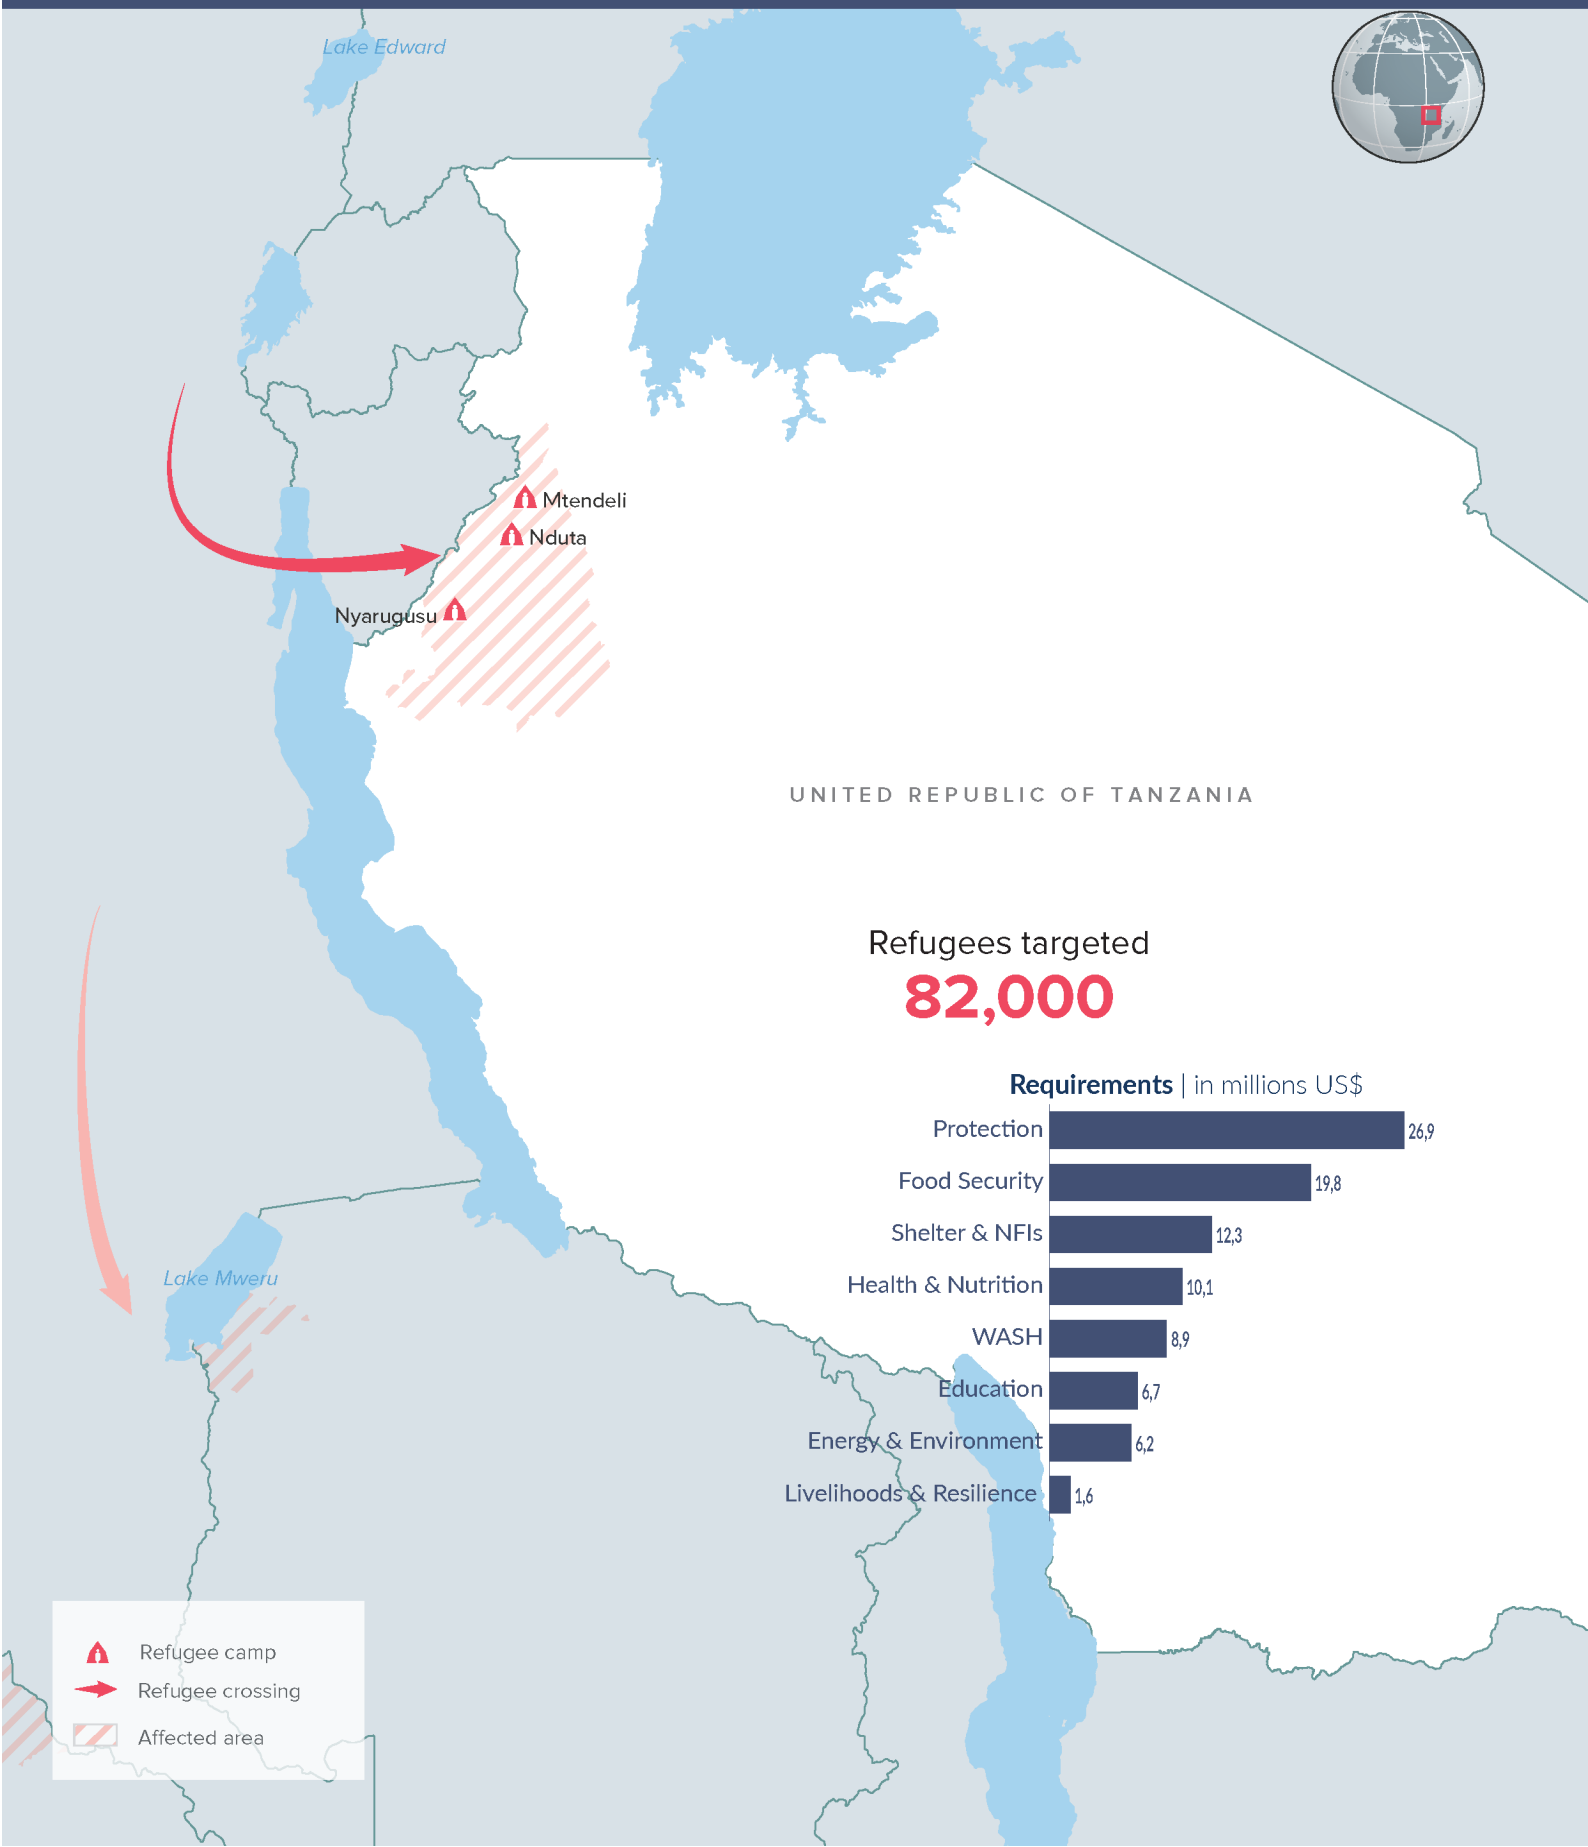 Lake Edward
Mtendeli
Nduta
Nyarugusu
UNITED REPUBLIC OF TANZANIA
Refugees targeted
82,000
Requirements | in millions US$
Protection 26,9
Food Security 19,8
Shelter & NFIs 12,3
Health & Nutrition 10,1
WASH 8,9
Education 6,7
Energy & Environment 6,2
Livelihoods & Resilience 1,6
Lake Mweru
Refugee camp
Refugee crossing
Affected area